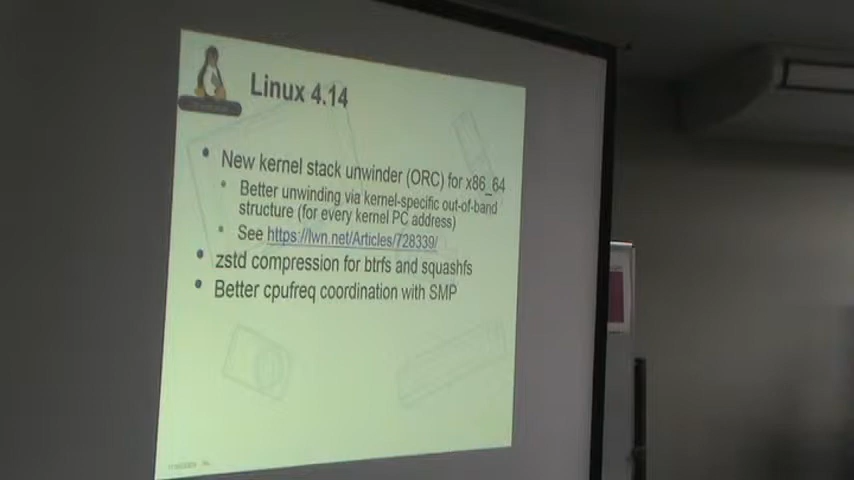 Linux 4.14
New kernel stack unwinder (ORC) for x86_64
Better unwinding via kernel-specific out-of-band
structure (for every kernel PC address)
See https://lwn.net/Articles/728339/
zstd compression for btrfs and squashfs
Better cpufreq coordination with SMP